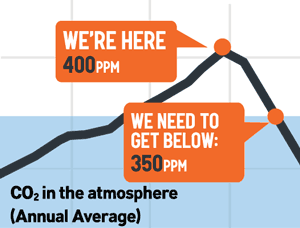 WE'RE HERE
400PPM
WE NEED TO
GET BELOW:
350PPM
CO₂ in the atmosphere
(Annual Average)